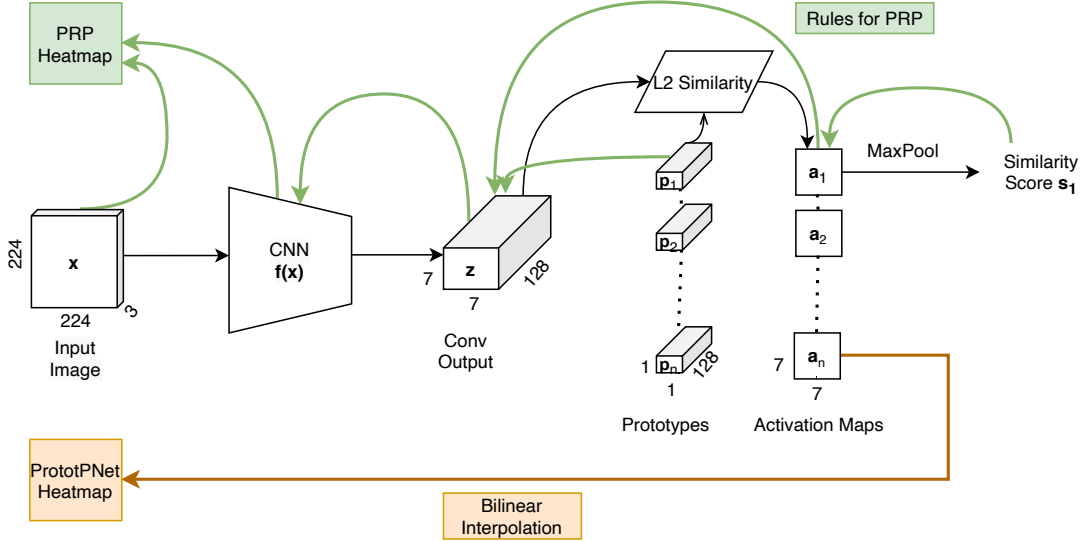 PRP
Heatmap
Rules for PRP
L2 Similarity
MaxPool
Similarity
Score s₁
p₁
a₁
p₂
a₂
224
x
224
3
Input
Image
CNN
f(x)
7
z
7
128
Conv
Output
1
pₙ
1
128
Prototypes
7
aₙ
7
Activation Maps
PrototPNet
Heatmap
Bilinear
Interpolation